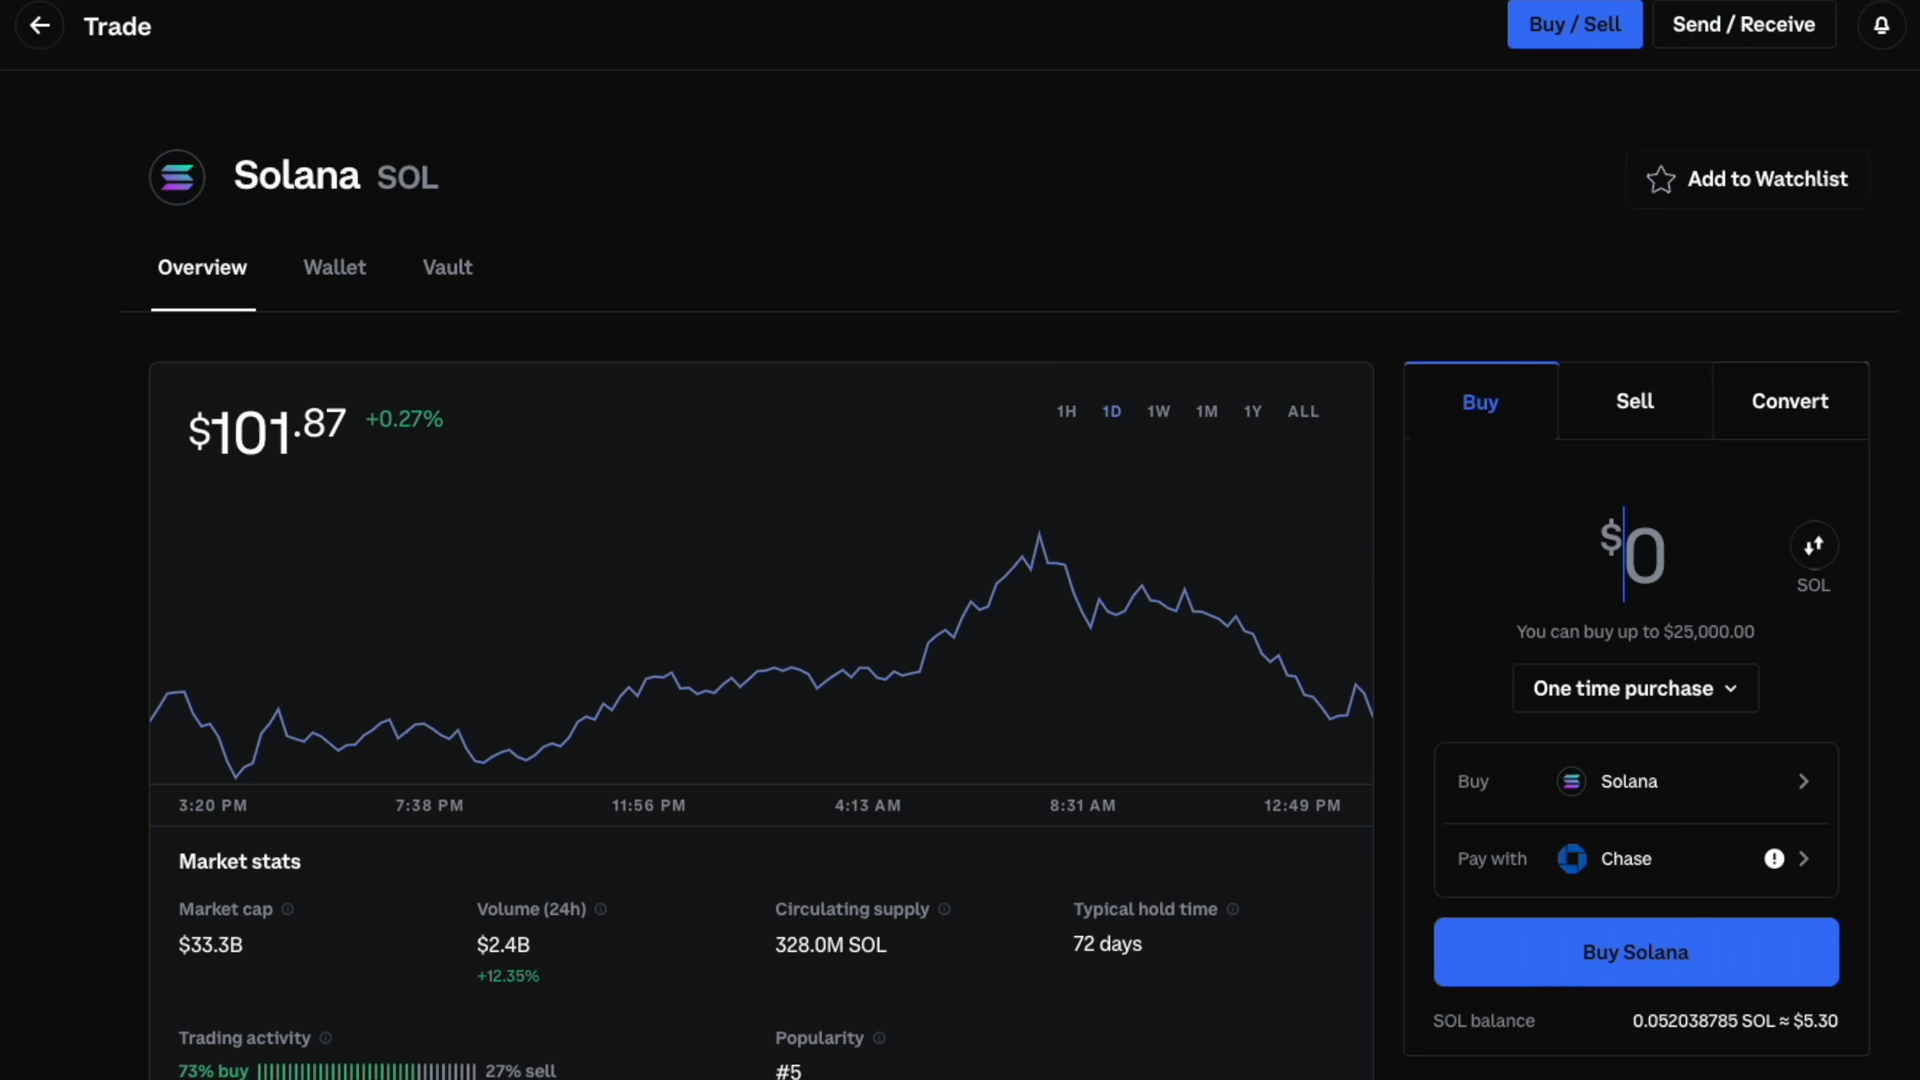 Trade
Buy / Sell
Send / Receive
Solana SOL
Add to Watchlist
Overview
Wallet
Vault
$101.87 +0.27%
1H 1D 1W 1M 1Y ALL
3:20 PM 7:38 PM 11:56 PM 4:13 AM 8:31 AM 12:49 PM
Market stats
Market cap
$33.3B
Volume (24h)
$2.4B
+12.35%
Circulating supply
328.0M SOL
Typical hold time
72 days
Trading activity
73% buy
27% sell
Popularity
#5
Buy
Sell
Convert
$0
SOL
You can buy up to $25,000.00
One time purchase
Buy Solana
Pay with Chase
Buy Solana
SOL balance
0.052038785 SOL ≈ $5.30